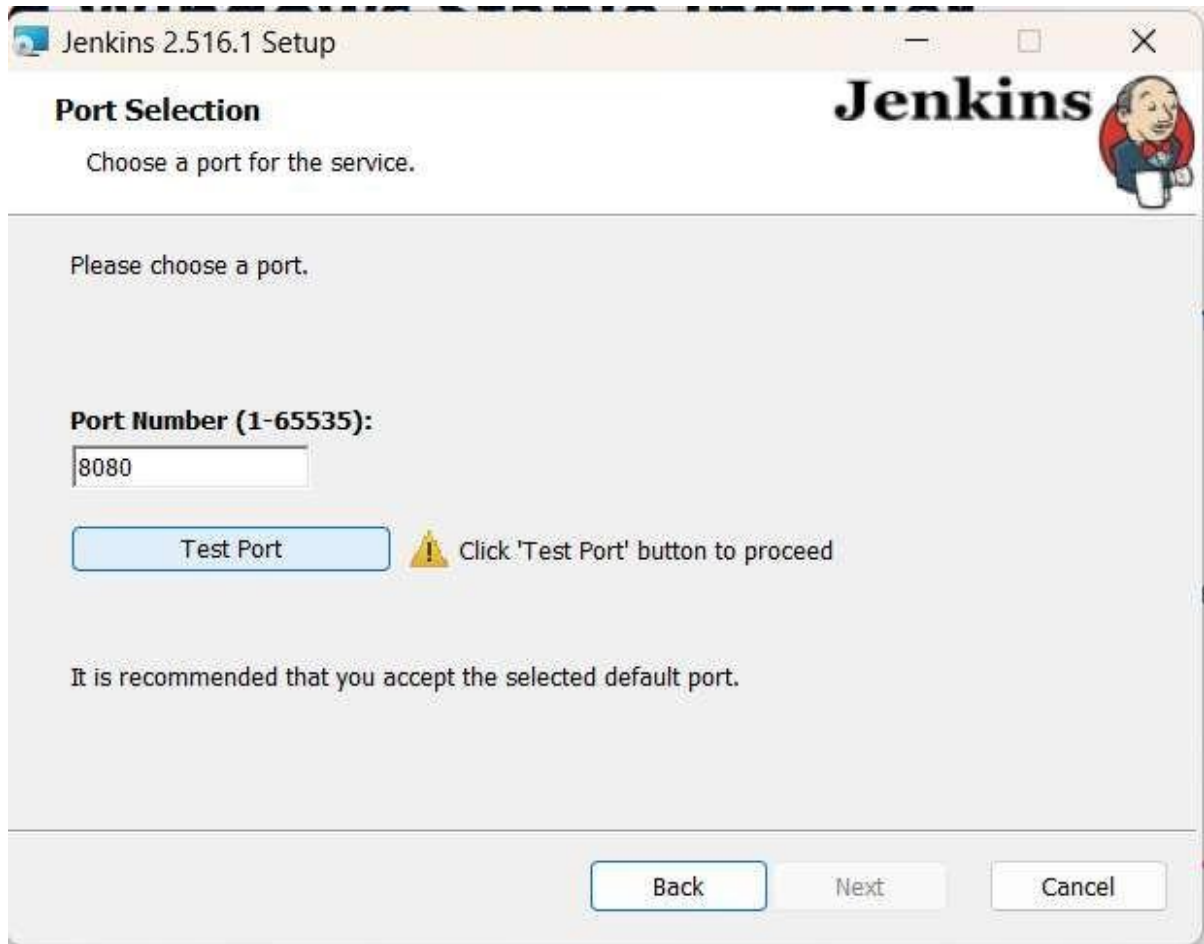 Jenkins 2.516.1 Setup
Port Selection
Jenkins
Choose a port for the service.
Please choose a port.
Port Number (1-65535):
8080
Test Port
Click 'Test Port' button to proceed
It is recommended that you accept the selected default port.
Back
Next
Cancel